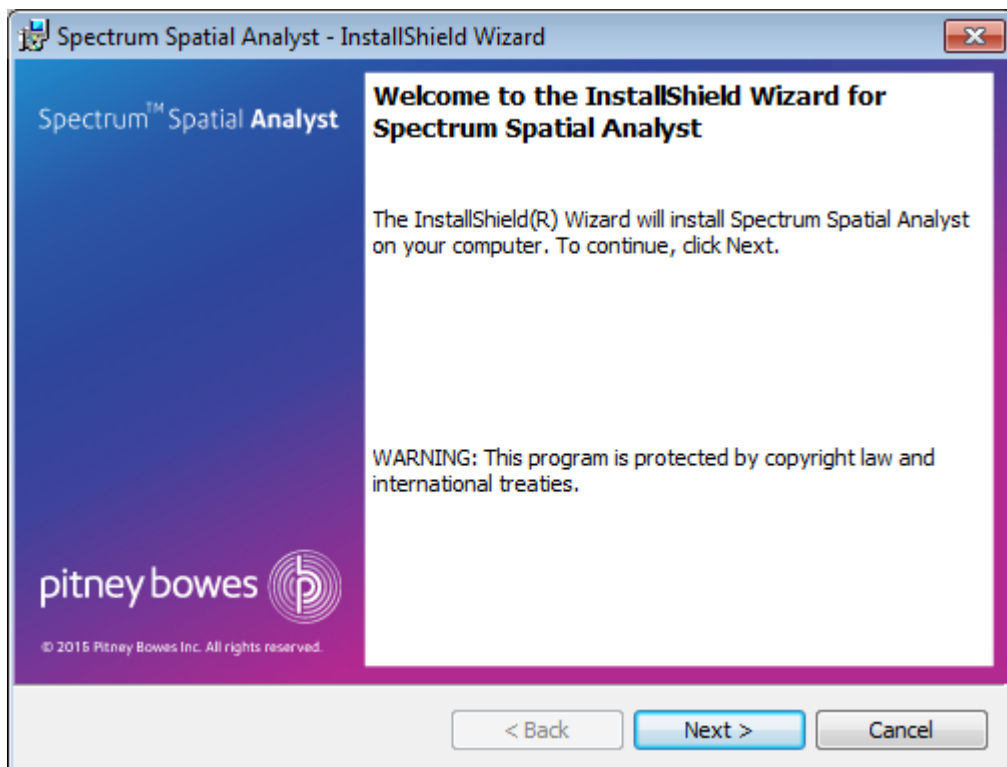 Spectrum Spatial Analyst - InstallShield Wizard
Spectrum™ Spatial Analyst
Welcome to the InstallShield Wizard for
Spectrum Spatial Analyst
The InstallShield(R) Wizard will install Spectrum Spatial Analyst
on your computer. To continue, click Next.
WARNING: This program is protected by copyright law and
international treaties.
pitney bowes
© 2015 Pitney Bowes Inc. All rights reserved.
< Back
Next >
Cancel